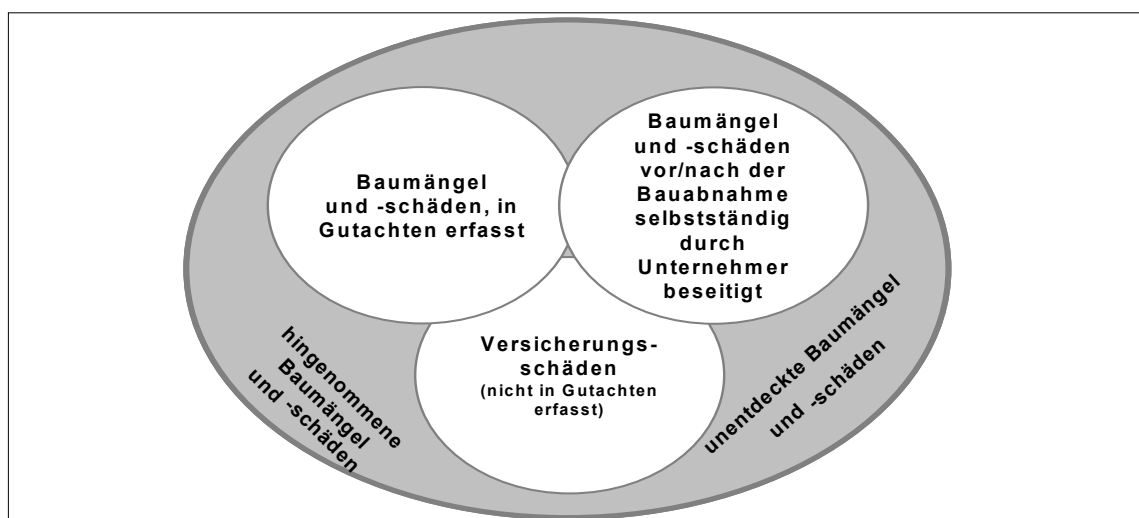 Baumängel
und -schäden, in
Gutachten erfasst
Baumängel
und -schäden
vor/nach der
Bauabnahme
selbstständig
durch
Unternehmer
beseitigt
Versicherungs-
schäden
(nicht in Gutachten
erfasst)
hingenommene
Baumängel
und -schäden
unentdeckte Baumängel
und -schäden